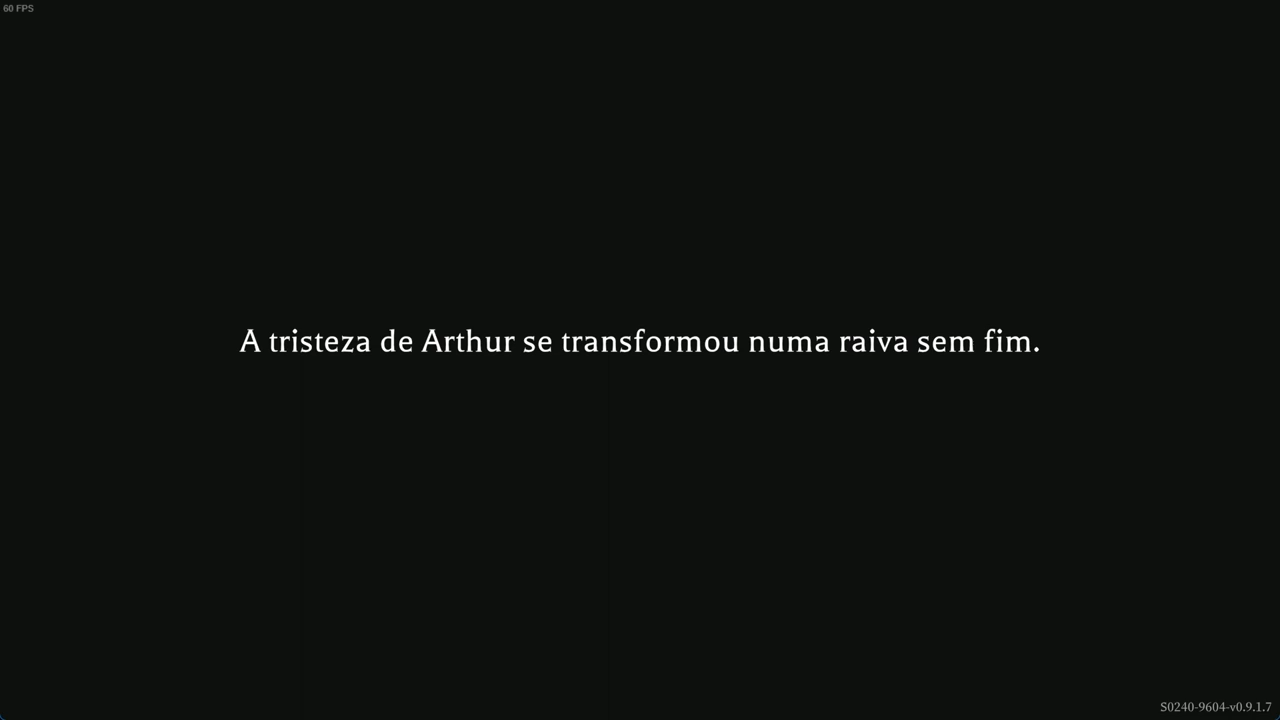 60 FPS
A tristeza de Arthur se transformou numa raiva sem fim.
S0240-9604-v0.9.1.7